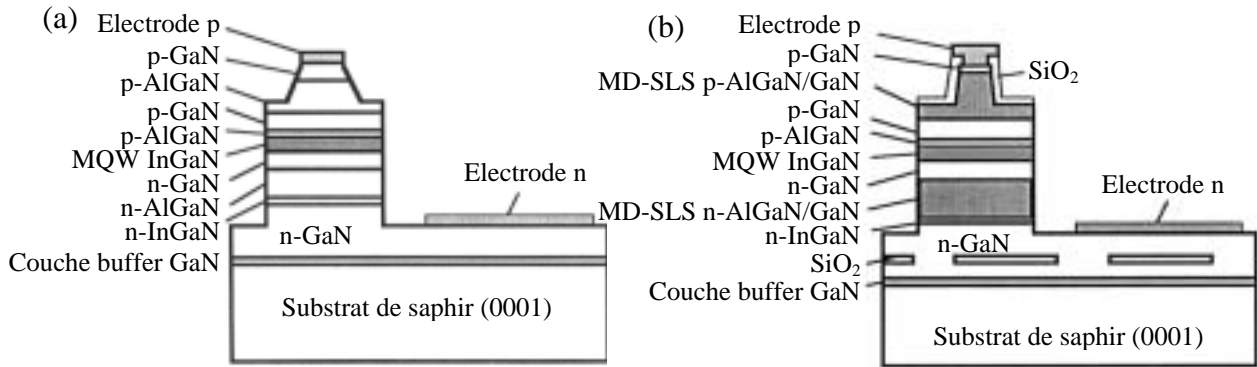 (a)
Electrode p
p-GaN
p-AlGaN
p-GaN
p-AlGaN
MQW InGaN
n-GaN
n-AlGaN
n-InGaN
Couche buffer GaN
Electrode n
n-GaN
Substrat de saphir (0001)
(b)
Electrode p
p-GaN
MD-SLS p-AlGaN/GaN
p-GaN
p-AlGaN
MQW InGaN
n-GaN
MD-SLS n-AlGaN/GaN
n-InGaN
SiO2
Couche buffer GaN
SiO2
Electrode n
n-GaN
Substrat de saphir (0001)